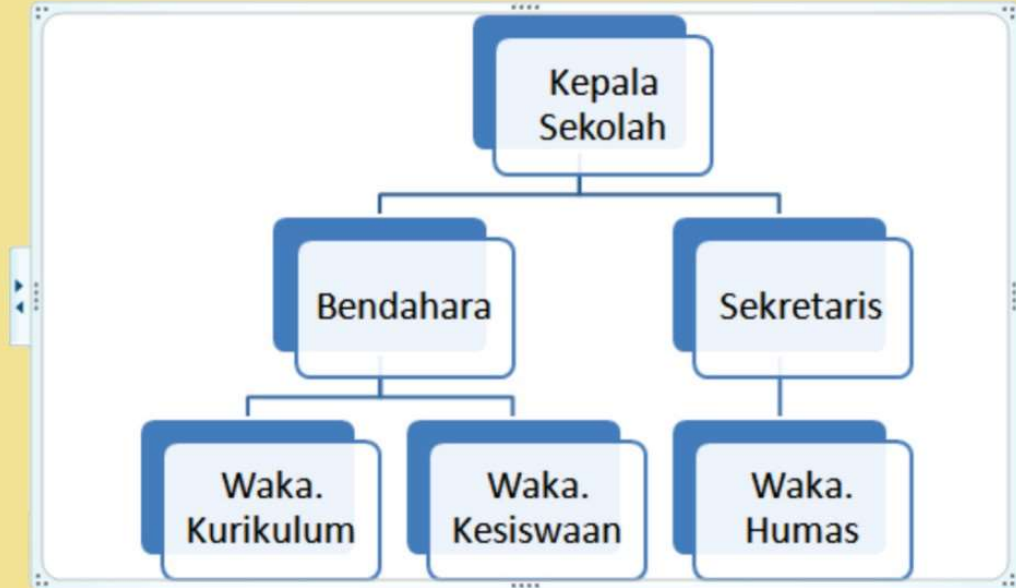 Kepala
Sekolah
Bendahara
Sekretaris
Waka.
Kurikulum
Waka.
Kesiswaan
Waka.
Humas